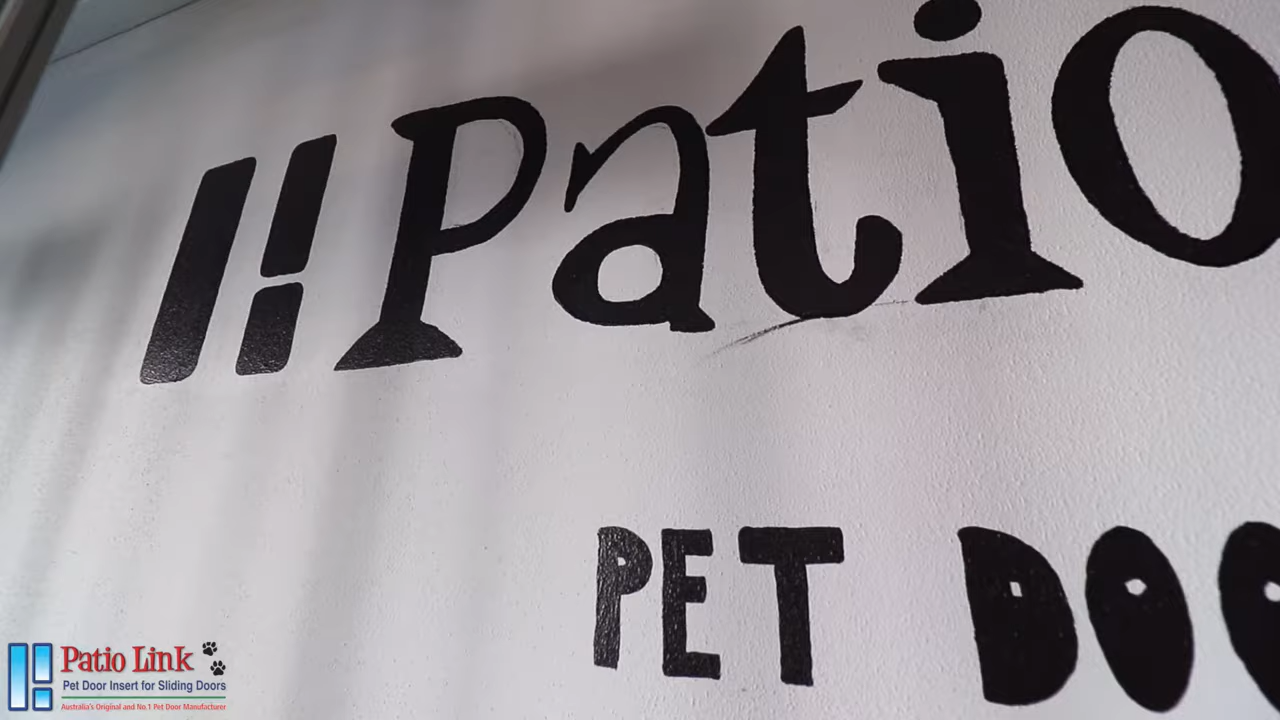 Patio
PET DOO
Patio Link
Pet Door Insert for Sliding Doors
Australia's Original and No.1 Pet Door Manufacturer